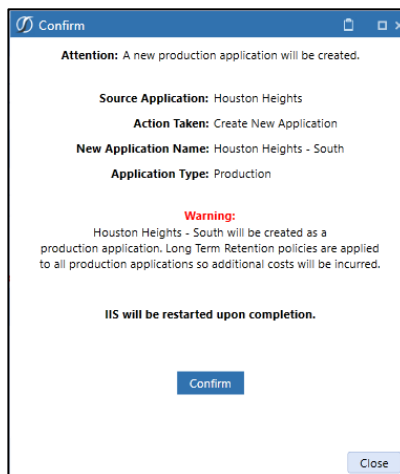 Confirm
Attention: A new production application will be created.
Source Application: Houston Heights
Action Taken: Create New Application
New Application Name: Houston Heights - South
Application Type: Production
Warning:
Houston Heights - South will be created as a
production application. Long Term Retention policies are applied
to all production applications so additional costs will be incurred.
IIS will be restarted upon completion.
Confirm
Close